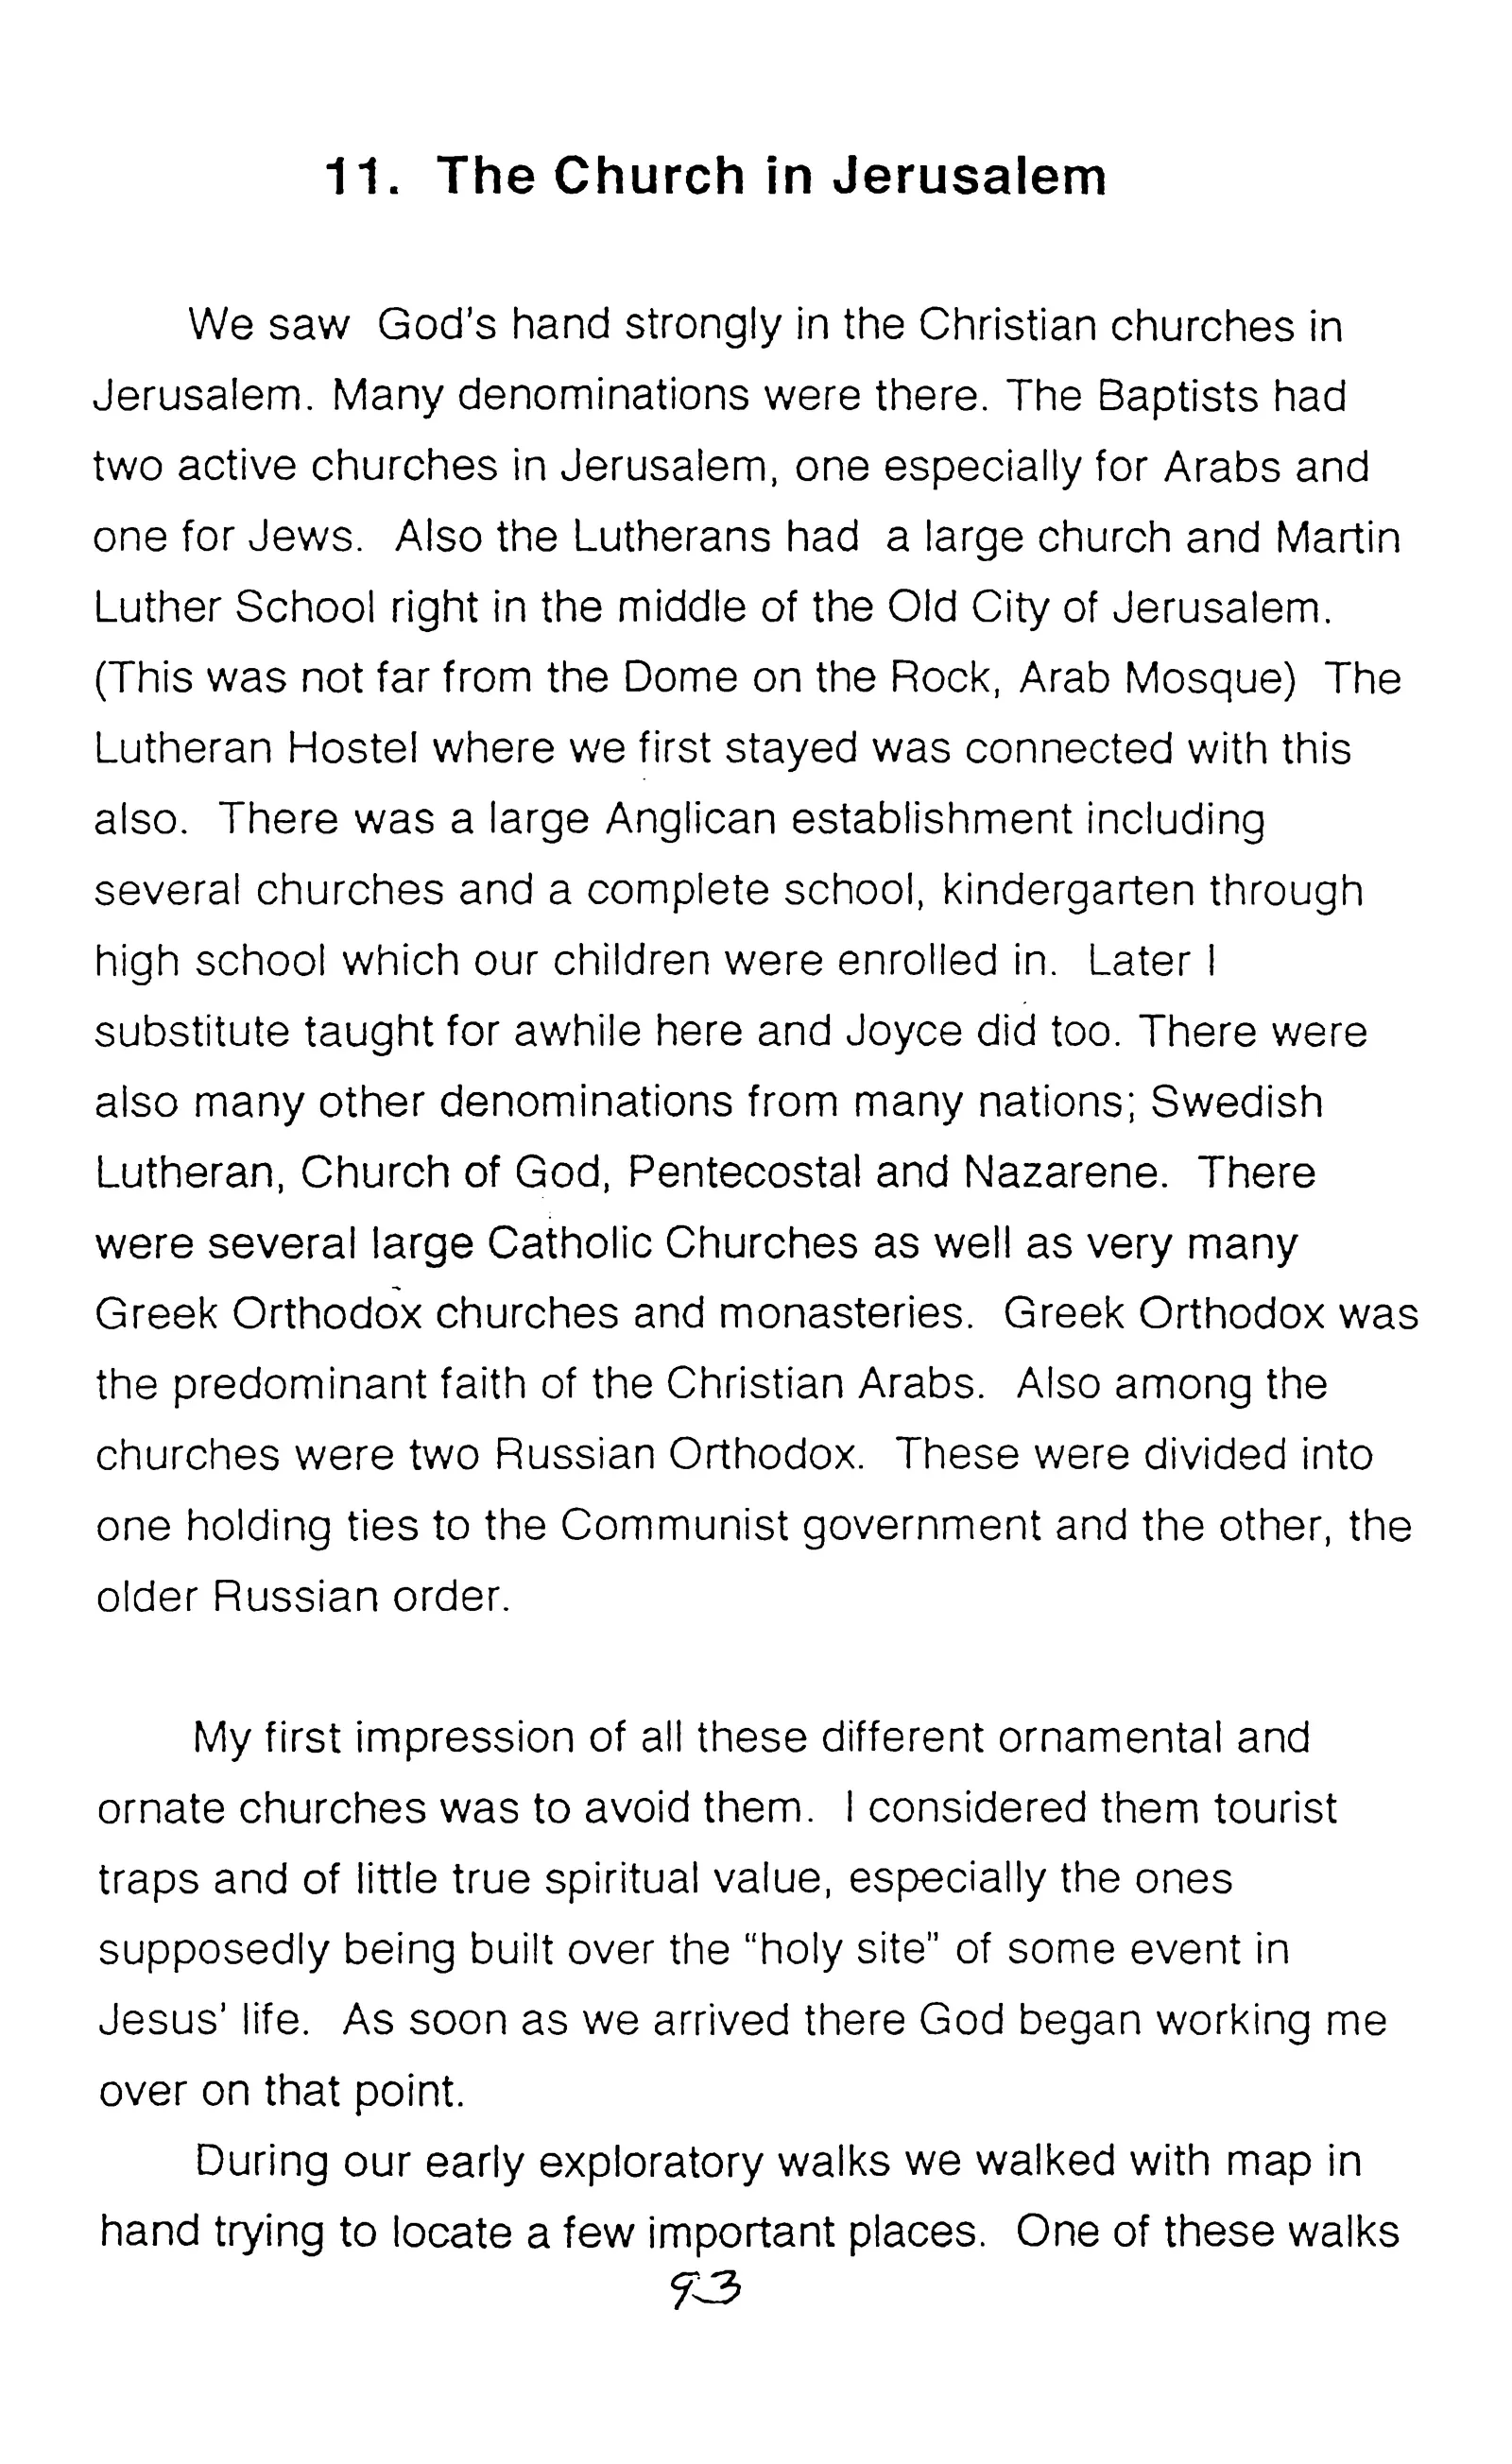 11. The Church in Jerusalem
We saw God's hand strongly in the Christian churches in
Jerusalem. Many denominations were there. The Baptists had
two active churches in Jerusalem, one especially for Arabs and
one for Jews. Also the Lutherans had a large church and Martin
Luther School right in the middle of the Old City of Jerusalem.
(This was not far from the Dome on the Rock, Arab Mosque) The
Lutheran Hostel where we first stayed was connected with this
also. There was a large Anglican establishment including
several churches and a complete school, kindergarten through
high school which our children were enrolled in. Later I
substitute taught for awhile here and Joyce did too. There were
also many other denominations from many nations; Swedish
Lutheran, Church of God, Pentecostal and Nazarene. There
were several large Catholic Churches as well as very many
Greek Orthodox churches and monasteries. Greek Orthodox was
the predominant faith of the Christian Arabs. Also among the
churches were two Russian Orthodox. These were divided into
one holding ties to the Communist government and the other, the
older Russian order.
My first impression of all these different ornamental and
ornate churches was to avoid them. I considered them tourist
traps and of little true spiritual value, especially the ones
supposedly being built over the "holy site" of some event in
Jesus' life. As soon as we arrived there God began working me
over on that point.
During our early exploratory walks we walked with map in
hand trying to locate a few important places. One of these walks
93